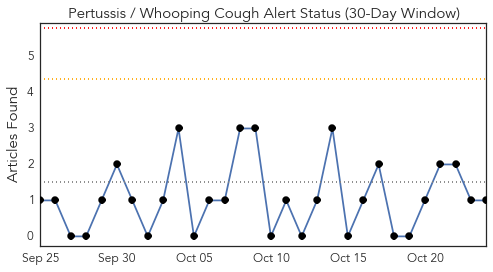 Pertussis / Whooping Cough Alert Status (30-Day Window)
Articles Found
5
4
3
2
1
0
Sep 25 Sep 30 Oct 05 Oct 10 Oct 15 Oct 20